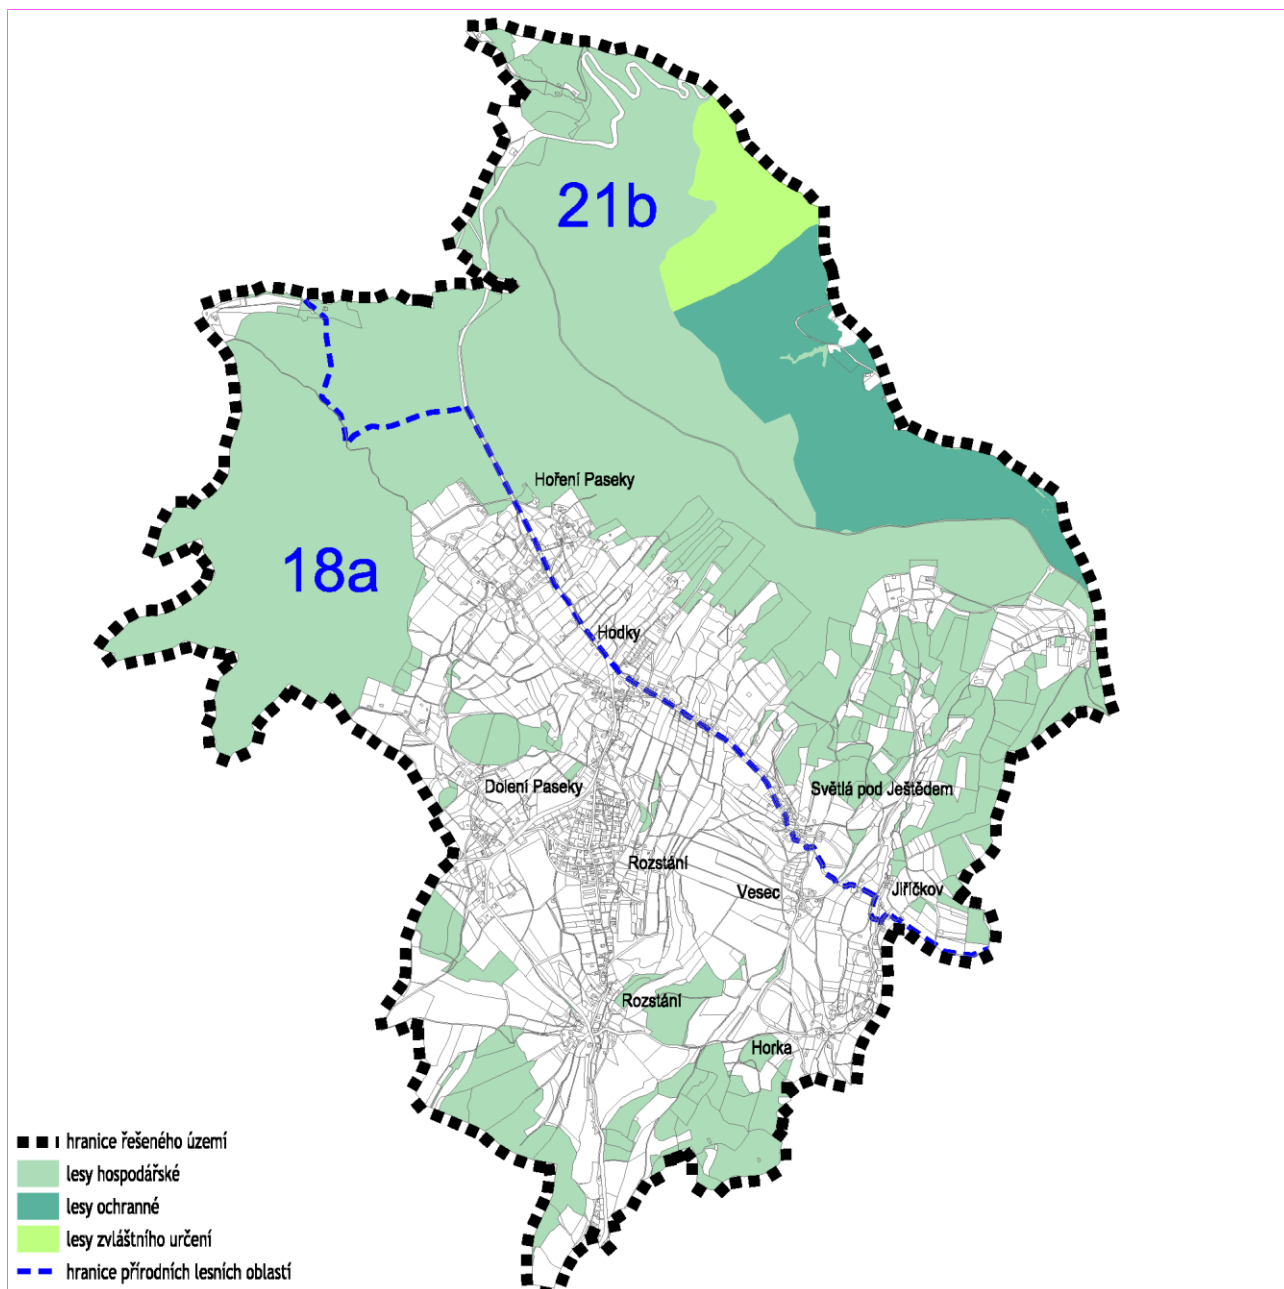 21b
Hoření Paseky
18a
Hodky
Dolení Paseky
Světlá pod Ještědem
Rozstání
Vesec
Jiříčkov
Rozstání
Horka
hranice řešeného území
lesy hospodářské
lesy ochranné
lesy zvláštního určení
hranice přírodních lesních oblastí